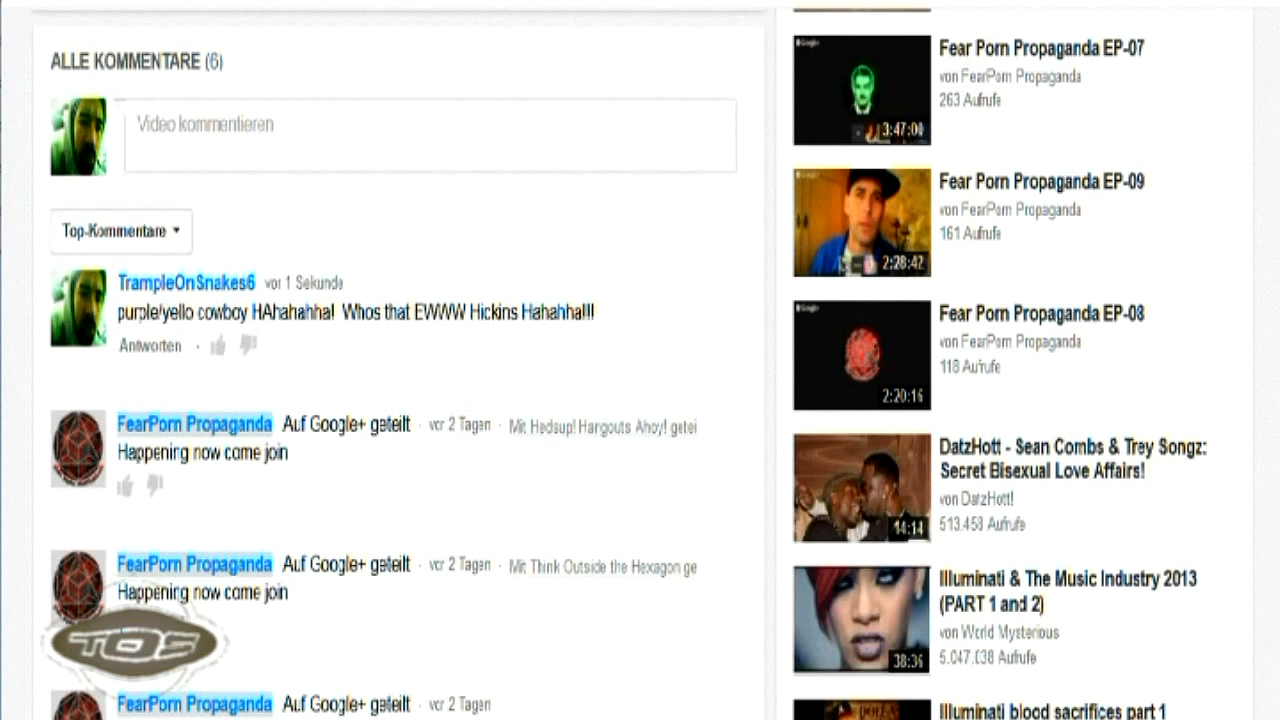 ALLE KOMMENTARE (6)
Video kommentieren
Top-Kommentare
TrampleOnSnakes6 vor 1 Sekunde
purple/yello cowboy HAhahahha! Whos that EWWW Hickins Hahahha!!!
Antworten
FearPorn Propaganda Auf Google+ geteilt · vor 2 Tagen · Mit Hedsup! Hangouts Ahoy! getei
Happening now come join
FearPorn Propaganda Auf Google+ geteilt · vor 2 Tagen · Mit Think Outside the Hexagon ge
Happening now come join
TOS
FearPorn Propaganda Auf Google+ geteilt · vor 2 Tagen
Google+
3:47:00
Fear Porn Propaganda EP-07
von FearPorn Propaganda
263 Aufrufe
Google+
2:28:42
Fear Porn Propaganda EP-09
von FearPorn Propaganda
161 Aufrufe
Google+
2:20:16
Fear Porn Propaganda EP-08
von FearPorn Propaganda
118 Aufrufe
14:14
DatzHott - Sean Combs & Trey Songz:
Secret Bisexual Love Affairs!
von DatzHott!
513.458 Aufrufe
38:36
Illuminati & The Music Industry 2013
(PART 1 and 2)
von World Mysterious
5.047.038 Aufrufe
Illuminati blood sacrifices part 1